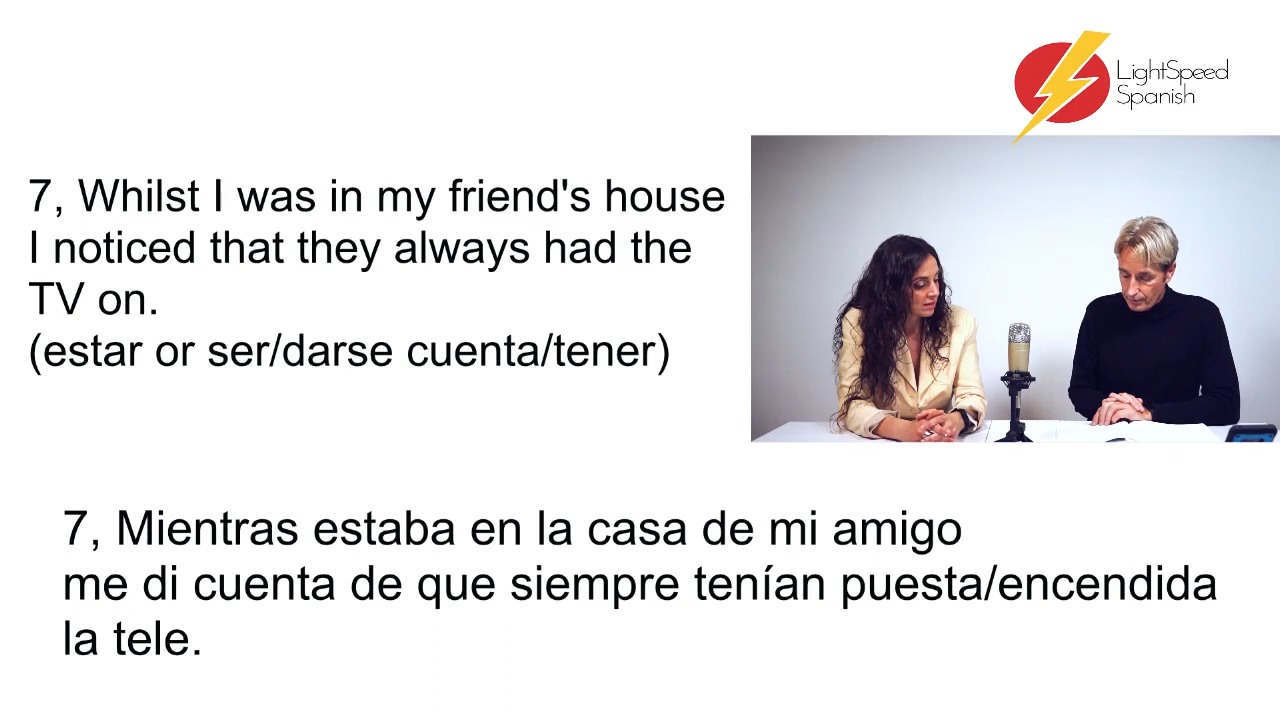 LightSpeed
Spanish
7, Whilst I was in my friend's house
I noticed that they always had the
TV on.
(estar or ser/darse cuenta/tener)
7, Mientras estaba en la casa de mi amigo
me di cuenta de que siempre tenían puesta/encendida
la tele.